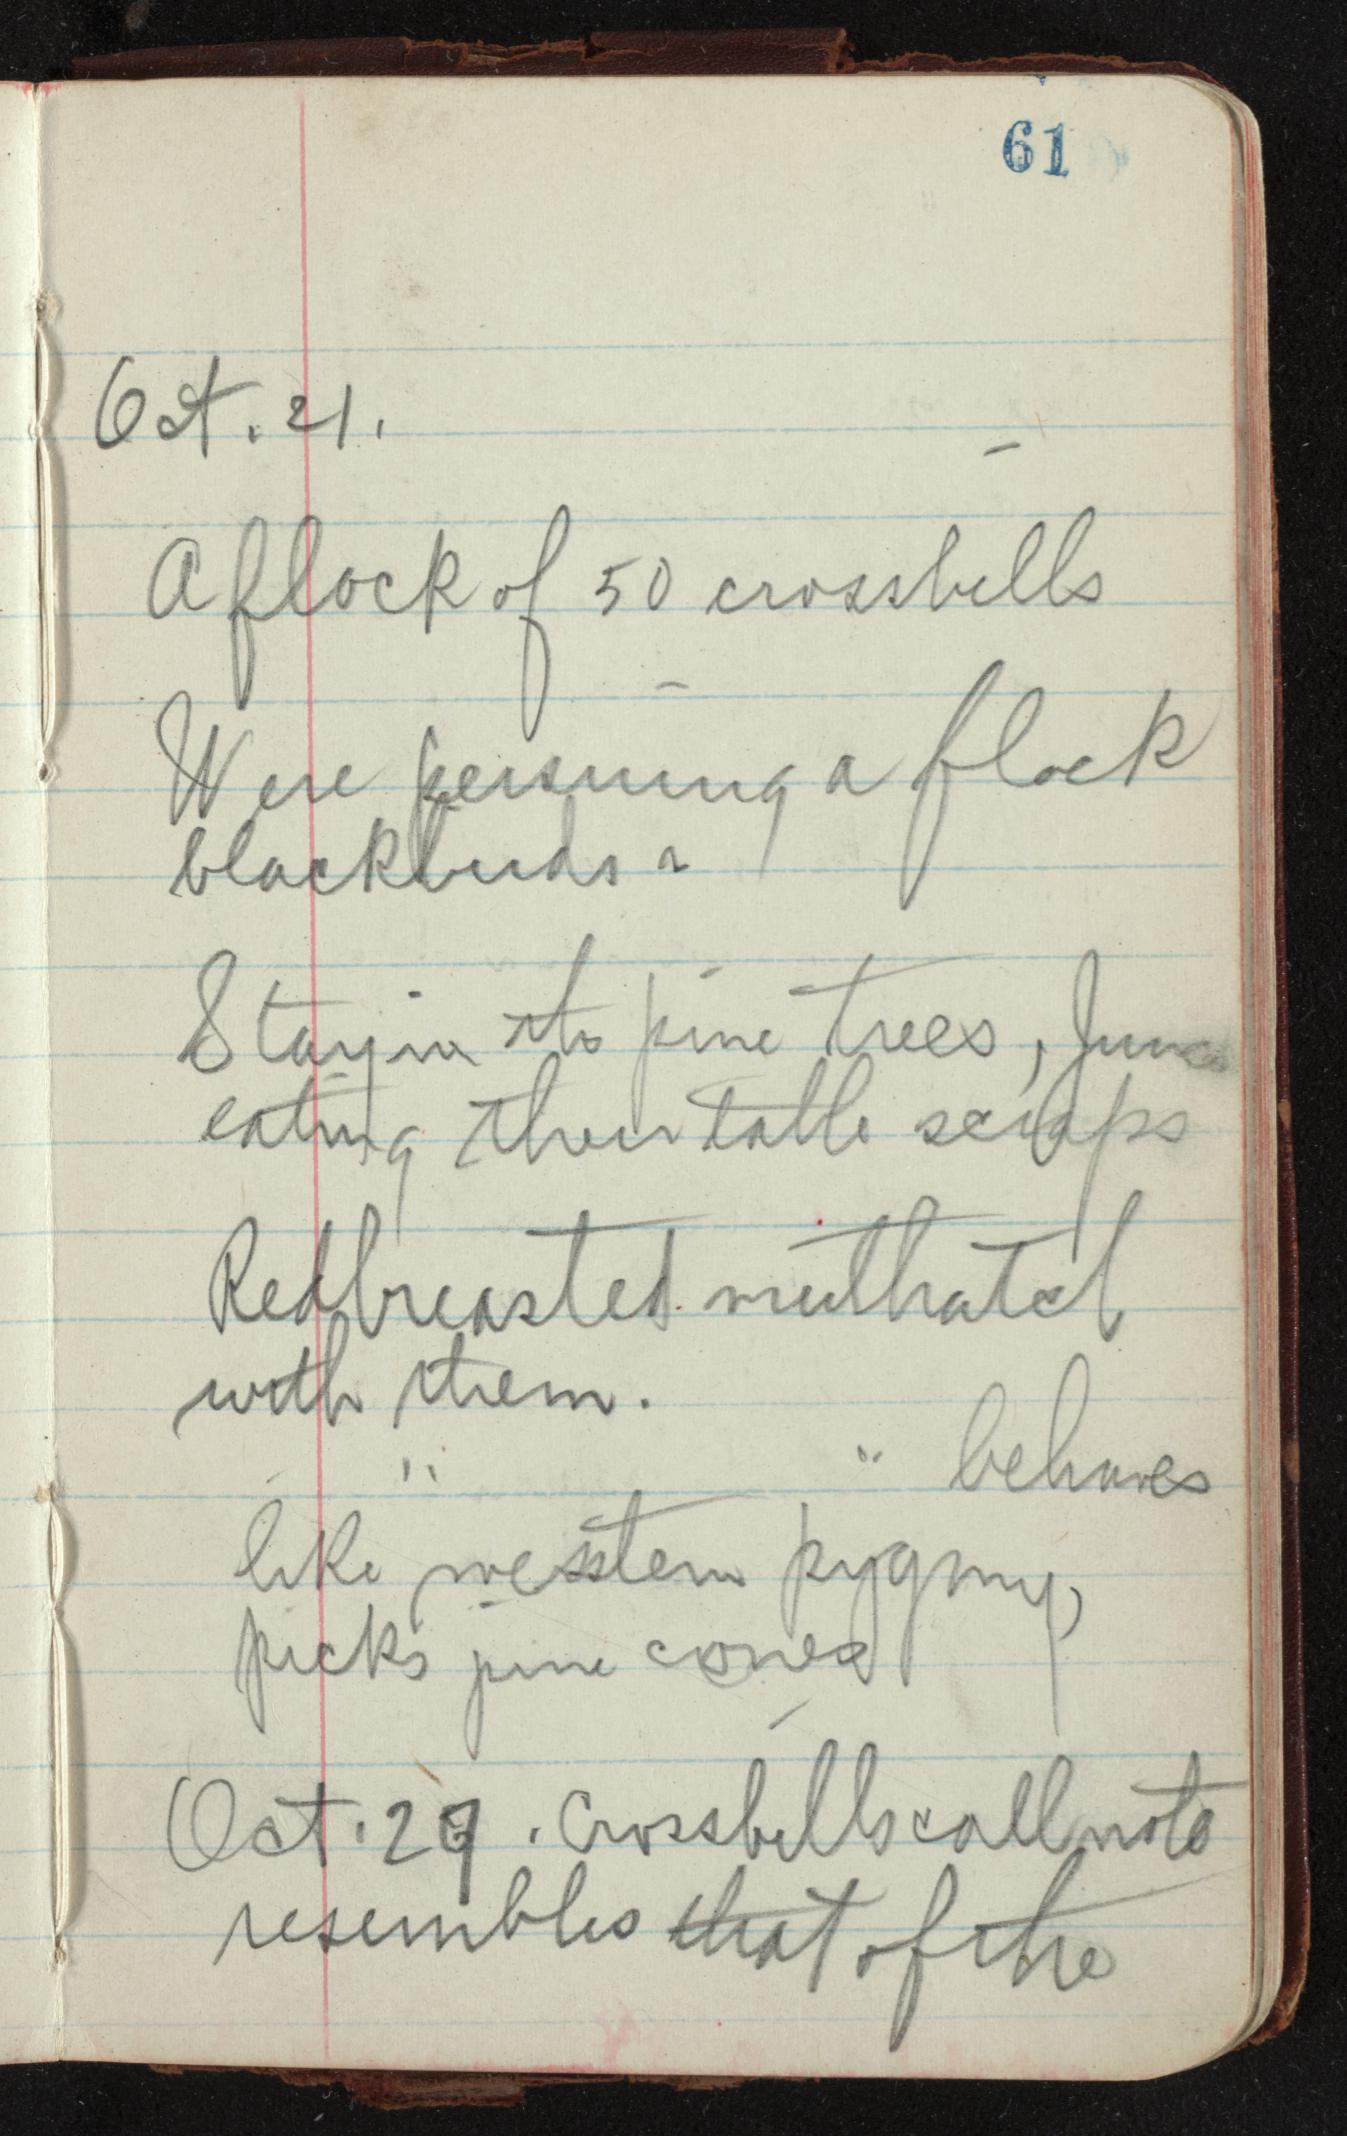 61
Oct. 21.
A flock of 50 crossbills
Were persuing a flock
blackbirds.
Stay in the pine trees,
eating their table scraps
Redbreasted nuthatch
with them.
" " behaves
like western pygmy,
picks pine cones
Oct. 29. Crossbills call note
resembles that of the